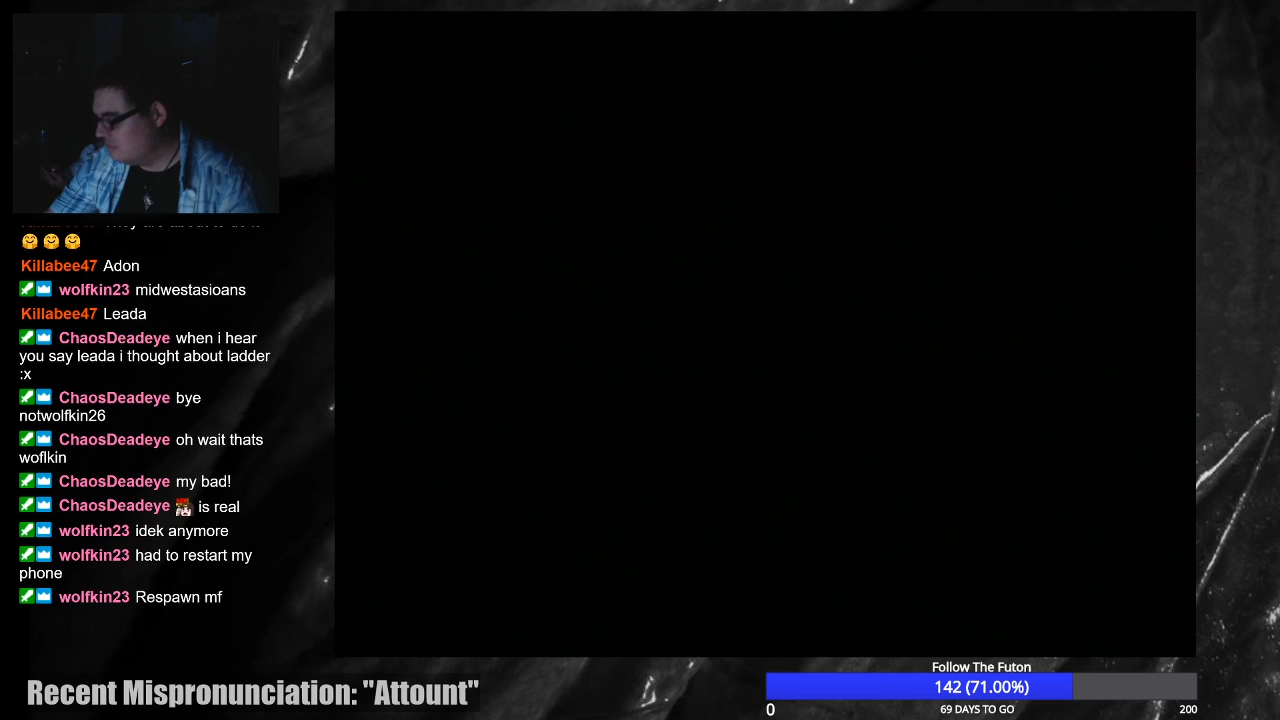 Killabee47 Adon
wolfkin23 midwestasioans
Killabee47 Leada
ChaosDeadeye when i hear
you say leada i thought about ladder
:x
ChaosDeadeye bye
notwolfkin26
ChaosDeadeye oh wait thats
woflkin
ChaosDeadeye my bad!
ChaosDeadeye is real
wolfkin23 idek anymore
wolfkin23 had to restart my
phone
wolfkin23 Respawn mf
Recent Mispronunciation: "Attount"
Follow The Futon
142 (71.00%)
0
69 DAYS TO GO
200